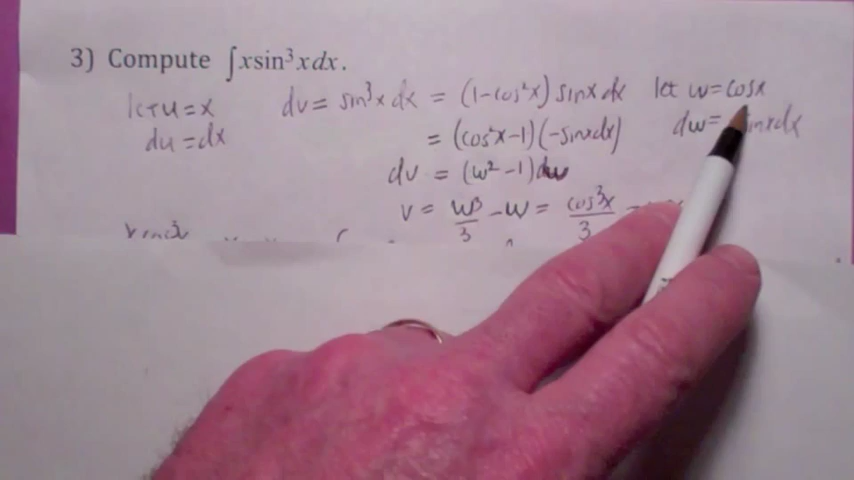 3) Compute ∫xsin³xdx.
let u=x dv = sin³x dx = (1-cos²x) sinx dx let w=cosx
du=dx = (cos²x-1)(-sinxdx) dw= sinxdx
dv = (w²-1)dw
v = w³/3 -w = cos³x/3 -